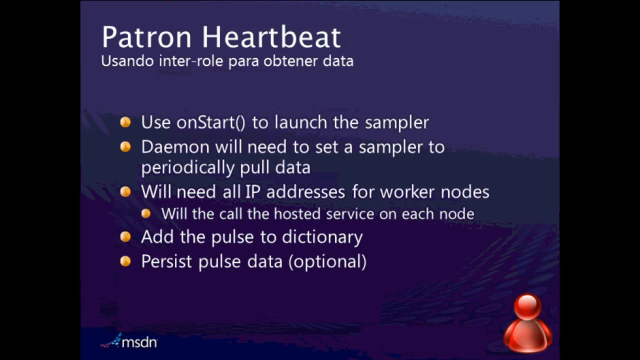 Patron Heartbeat
Usando inter-role para obtener data
Use onStart() to launch the sampler
Daemon will need to set a sampler to
periodically pull data
Will need all IP addresses for worker nodes
Will the call the hosted service on each node
Add the pulse to dictionary
Persist pulse data (optional)
msdn